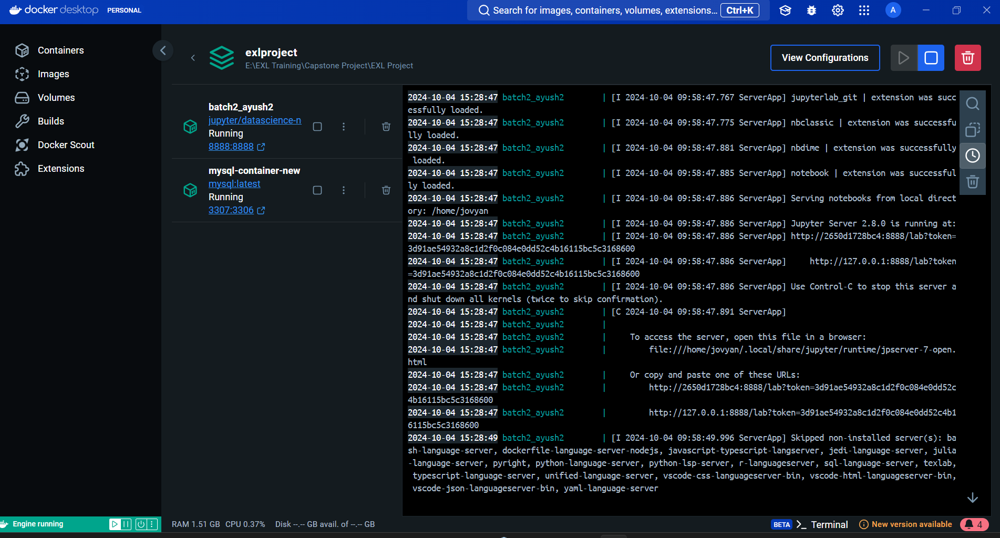 docker desktop PERSONAL
Search for images, containers, volumes, extensions... Ctrl+K
A
Containers
Images
Volumes
Builds
Docker Scout
Extensions
exlproject
E:\EXL Training\Capstone Project\EXL Project
View Configurations
batch2_ayush2
jupyter/datascience-n
Running
8888:8888
mysql-container-new
mysql:latest
Running
3307:3306
2024-10-04 15:28:47 batch2_ayush2 | [I 2024-10-04 09:58:47.767 ServerApp] jupyterlab_git | extension was succ
essfully loaded.
2024-10-04 15:28:47 batch2_ayush2 | [I 2024-10-04 09:58:47.775 ServerApp] nbclassic | extension was successfu
lly loaded.
2024-10-04 15:28:47 batch2_ayush2 | [I 2024-10-04 09:58:47.881 ServerApp] nbdime | extension was successfully
loaded.
2024-10-04 15:28:47 batch2_ayush2 | [I 2024-10-04 09:58:47.885 ServerApp] notebook | extension was successful
ly loaded.
2024-10-04 15:28:47 batch2_ayush2 | [I 2024-10-04 09:58:47.886 ServerApp] Serving notebooks from local direct
ory: /home/jovyan
2024-10-04 15:28:47 batch2_ayush2 | [I 2024-10-04 09:58:47.886 ServerApp] Jupyter Server 2.8.0 is running at:
2024-10-04 15:28:47 batch2_ayush2 | [I 2024-10-04 09:58:47.886 ServerApp] http://2650d1728bc4:8888/lab?token=
3d91ae54932a8c1d2f0c084e0dd52c4b16115bc5c3168600
2024-10-04 15:28:47 batch2_ayush2 | [I 2024-10-04 09:58:47.886 ServerApp] http://127.0.0.1:8888/lab?token
=3d91ae54932a8c1d2f0c084e0dd52c4b16115bc5c3168600
2024-10-04 15:28:47 batch2_ayush2 | [I 2024-10-04 09:58:47.886 ServerApp] Use Control-C to stop this server a
nd shut down all kernels (twice to skip confirmation).
2024-10-04 15:28:47 batch2_ayush2 | [C 2024-10-04 09:58:47.891 ServerApp]
2024-10-04 15:28:47 batch2_ayush2 |
2024-10-04 15:28:47 batch2_ayush2 | To access the server, open this file in a browser:
2024-10-04 15:28:47 batch2_ayush2 | file:///home/jovyan/.local/share/jupyter/runtime/jpserver-7-open.
html
2024-10-04 15:28:47 batch2_ayush2 | Or copy and paste one of these URLs:
2024-10-04 15:28:47 batch2_ayush2 | http://2650d1728bc4:8888/lab?token=3d91ae54932a8c1d2f0c084e0dd52c
4b16115bc5c3168600
2024-10-04 15:28:47 batch2_ayush2 | http://127.0.0.1:8888/lab?token=3d91ae54932a8c1d2f0c084e0dd52c4b1
6115bc5c3168600
2024-10-04 15:28:49 batch2_ayush2 | [I 2024-10-04 09:58:49.996 ServerApp] Skipped non-installed server(s): ba
sh-language-server, dockerfile-language-server-nodejs, javascript-typescript-langserver, jedi-language-server, julia
-language-server, pyright, python-language-server, python-lsp-server, r-languageserver, sql-language-server, texlab,
typescript-language-server, unified-language-server, vscode-css-languageserver-bin, vscode-html-languageserver-bin,
vscode-json-languageserver-bin, yaml-language-server
Engine running
RAM 1.51 GB CPU 0.37% Disk --.-- GB avail. of --.-- GB
BETA >_ Terminal
New version available
4